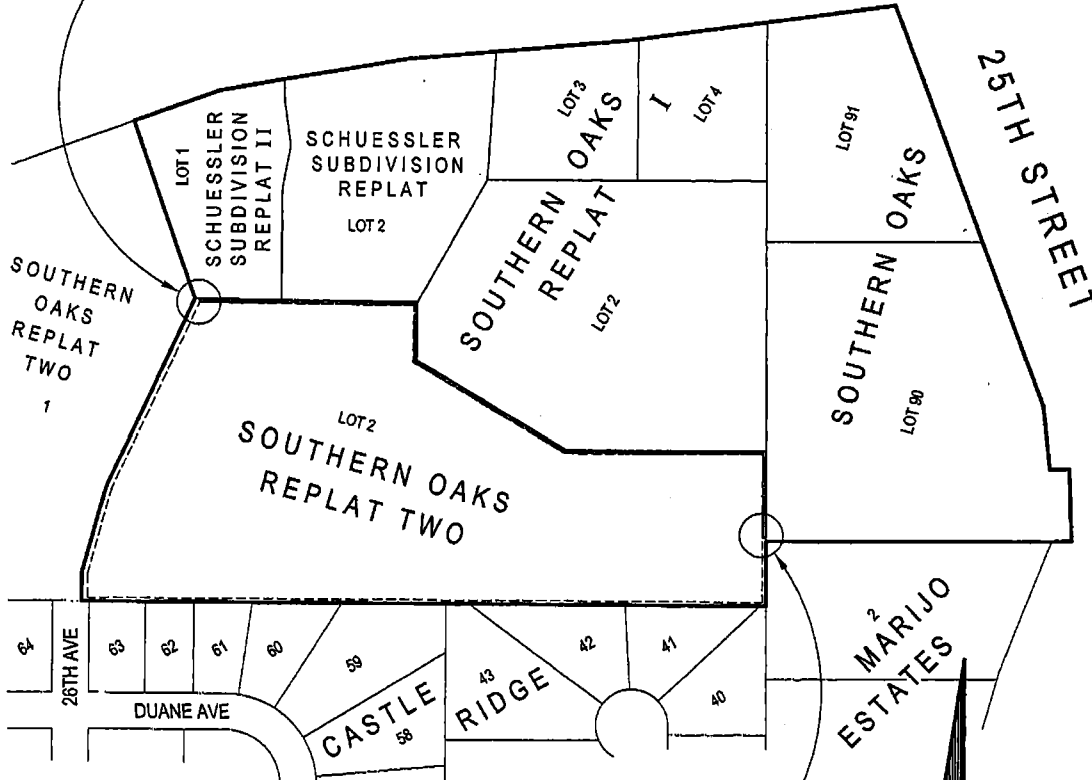 25TH STREET
LOT 1
SCHUESSLER
SUBDIVISION
REPLAT II
SCHUESSLER
SUBDIVISION
REPLAT
LOT 2
LOT 3
I
LOT 4
SOUTHERN OAKS
REPLAT
LOT 2
LOT 91
SOUTHERN OAKS
LOT 90
SOUTHERN
OAKS
REPLAT
TWO
1
LOT 2
SOUTHERN OAKS
REPLAT TWO
64
26TH AVE
63
62
61
60
59
58
43
42
41
40
DUANE AVE
CASTLE RIDGE
2
MARIJO
ESTATES